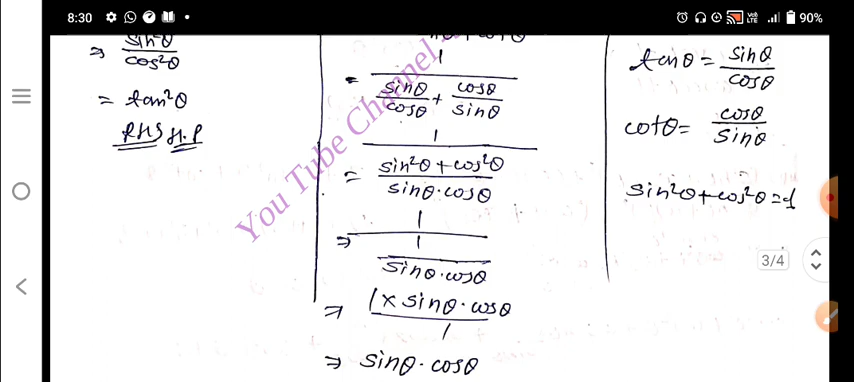 8:30
90%
⇒ sin²θ / cos²θ
= tan²θ
RHS H.P
= 1 / (sinθ/cosθ + cosθ/sinθ)
= 1 / ((sin²θ + cos²θ) / (sinθ·cosθ))
⇒ 1 / (1 / (sinθ·cosθ))
⇒ (1 × sinθ·cosθ) / 1
⇒ sinθ·cosθ
tanθ = sinθ / cosθ
cotθ = cosθ / sinθ
sin²θ + cos²θ = 1
You Tube Channel
3/4